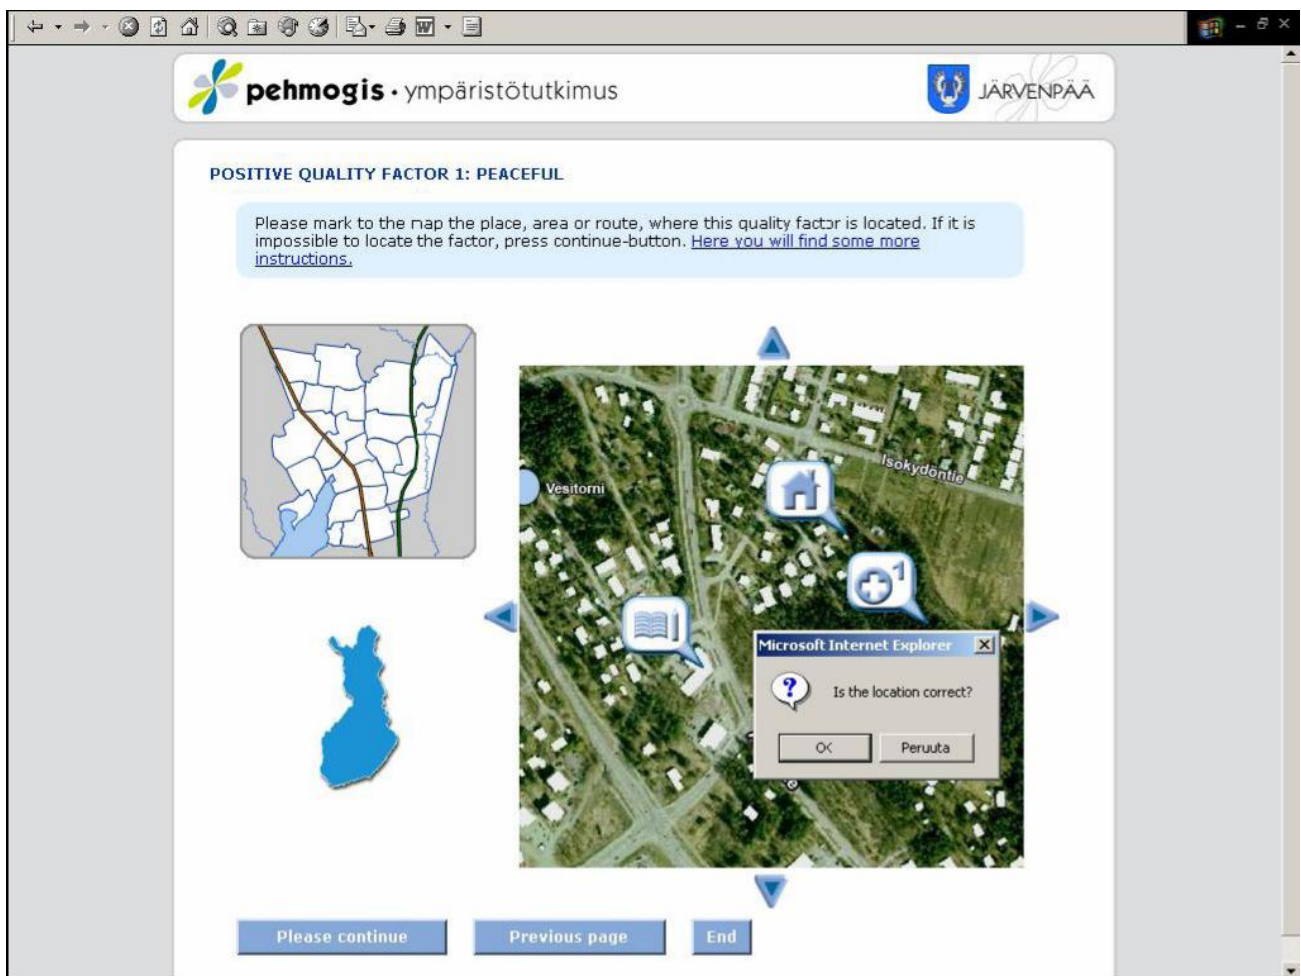 pehmogis · ympäristötutkimus
JÄRVENPÄÄ
POSITIVE QUALITY FACTOR 1: PEACEFUL
Please mark to the map the place, area or route, where this quality factor is located. If it is
impossible to locate the factor, press continue-button. Here you will find some more
instructions.
Isokydöntie
Vesitorni
1
Microsoft Internet Explorer
Is the location correct?
OK
Peruuta
Please continue
Previous page
End